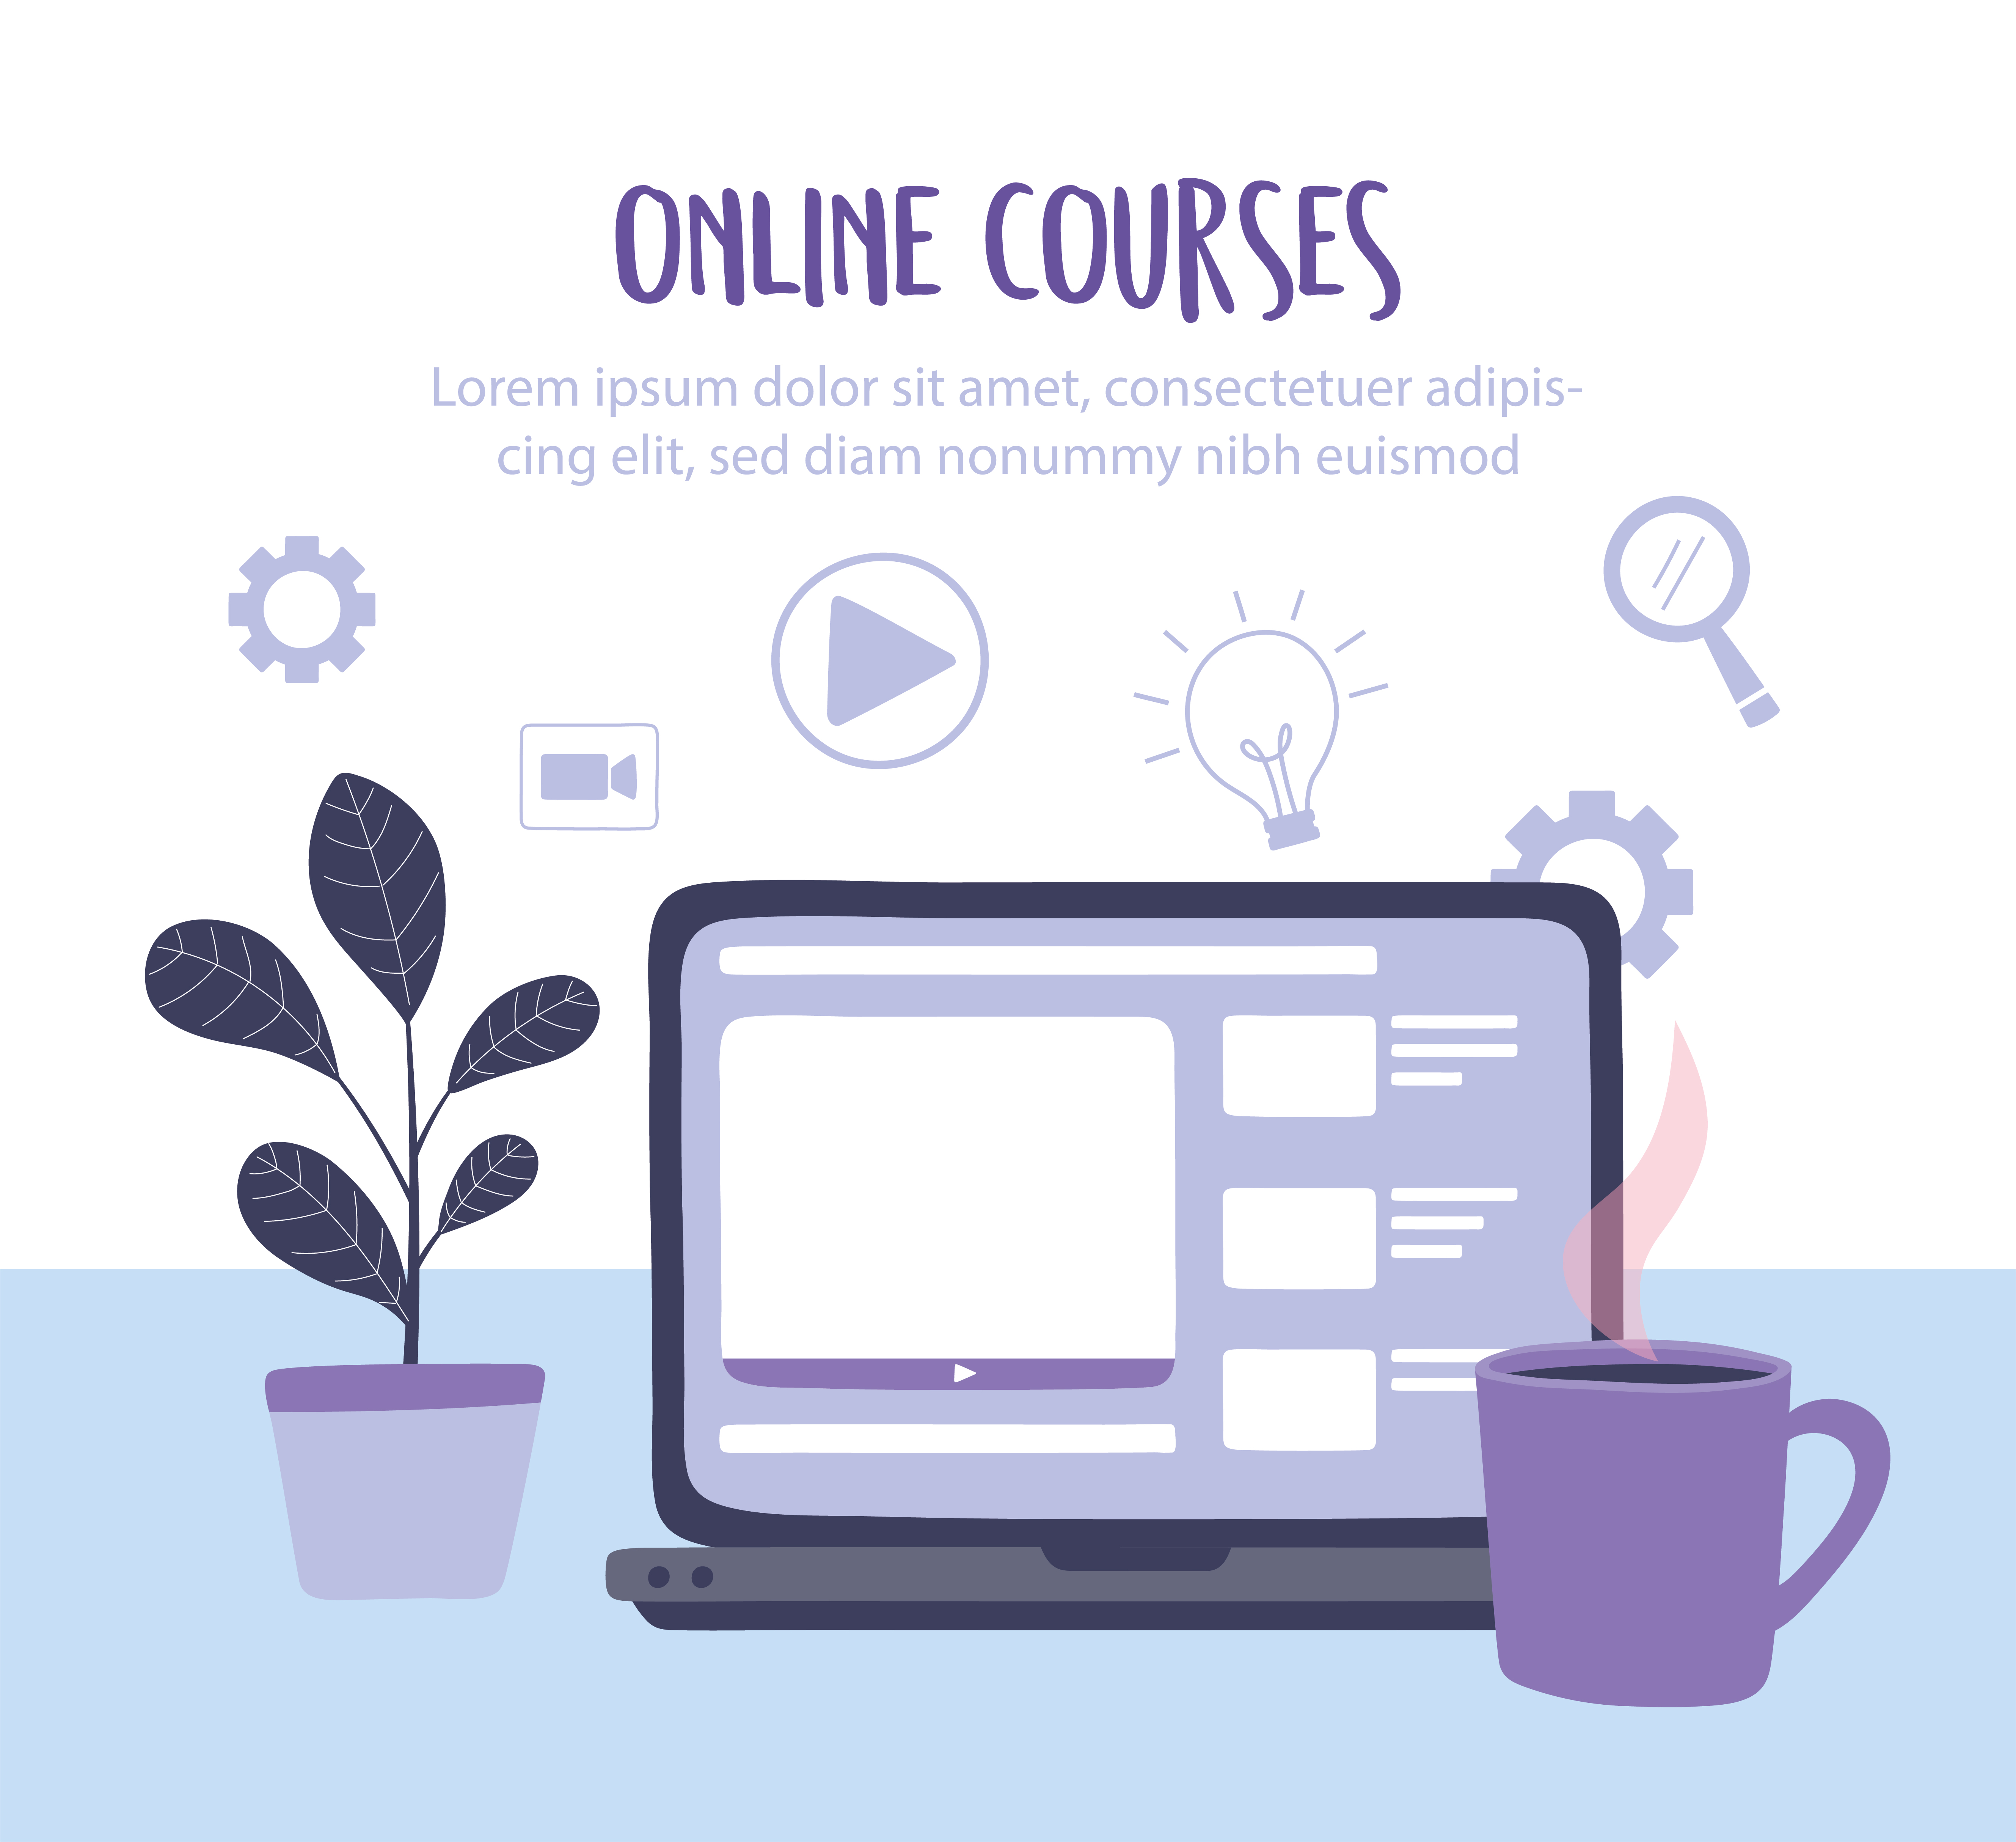 ONLINE COURSES
Lorem ipsum dolor sit amet, consectetuer adipis-
cing elit, sed diam nonummy nibh euismod